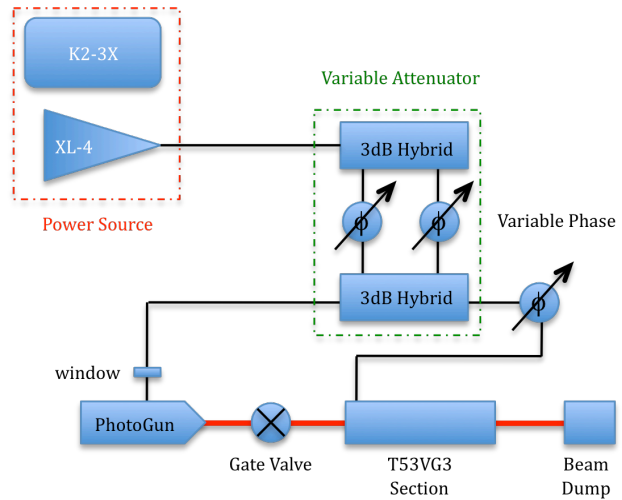 K2-3X
Variable Attenuator
XL-4
3dB Hybrid
Power Source
ϕ
ϕ
Variable Phase
3dB Hybrid
ϕ
window
PhotoGun
Gate Valve
T53VG3
Section
Beam
Dump